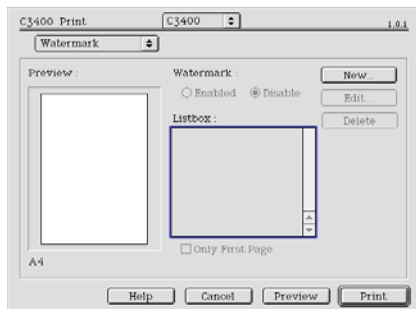 C3400 Print C3400 1.0.1
Watermark
Preview : Watermark : New...
Enabled Disable Edit...
Listbox : Delete
Only First Page
A4
Help Cancel Preview Print